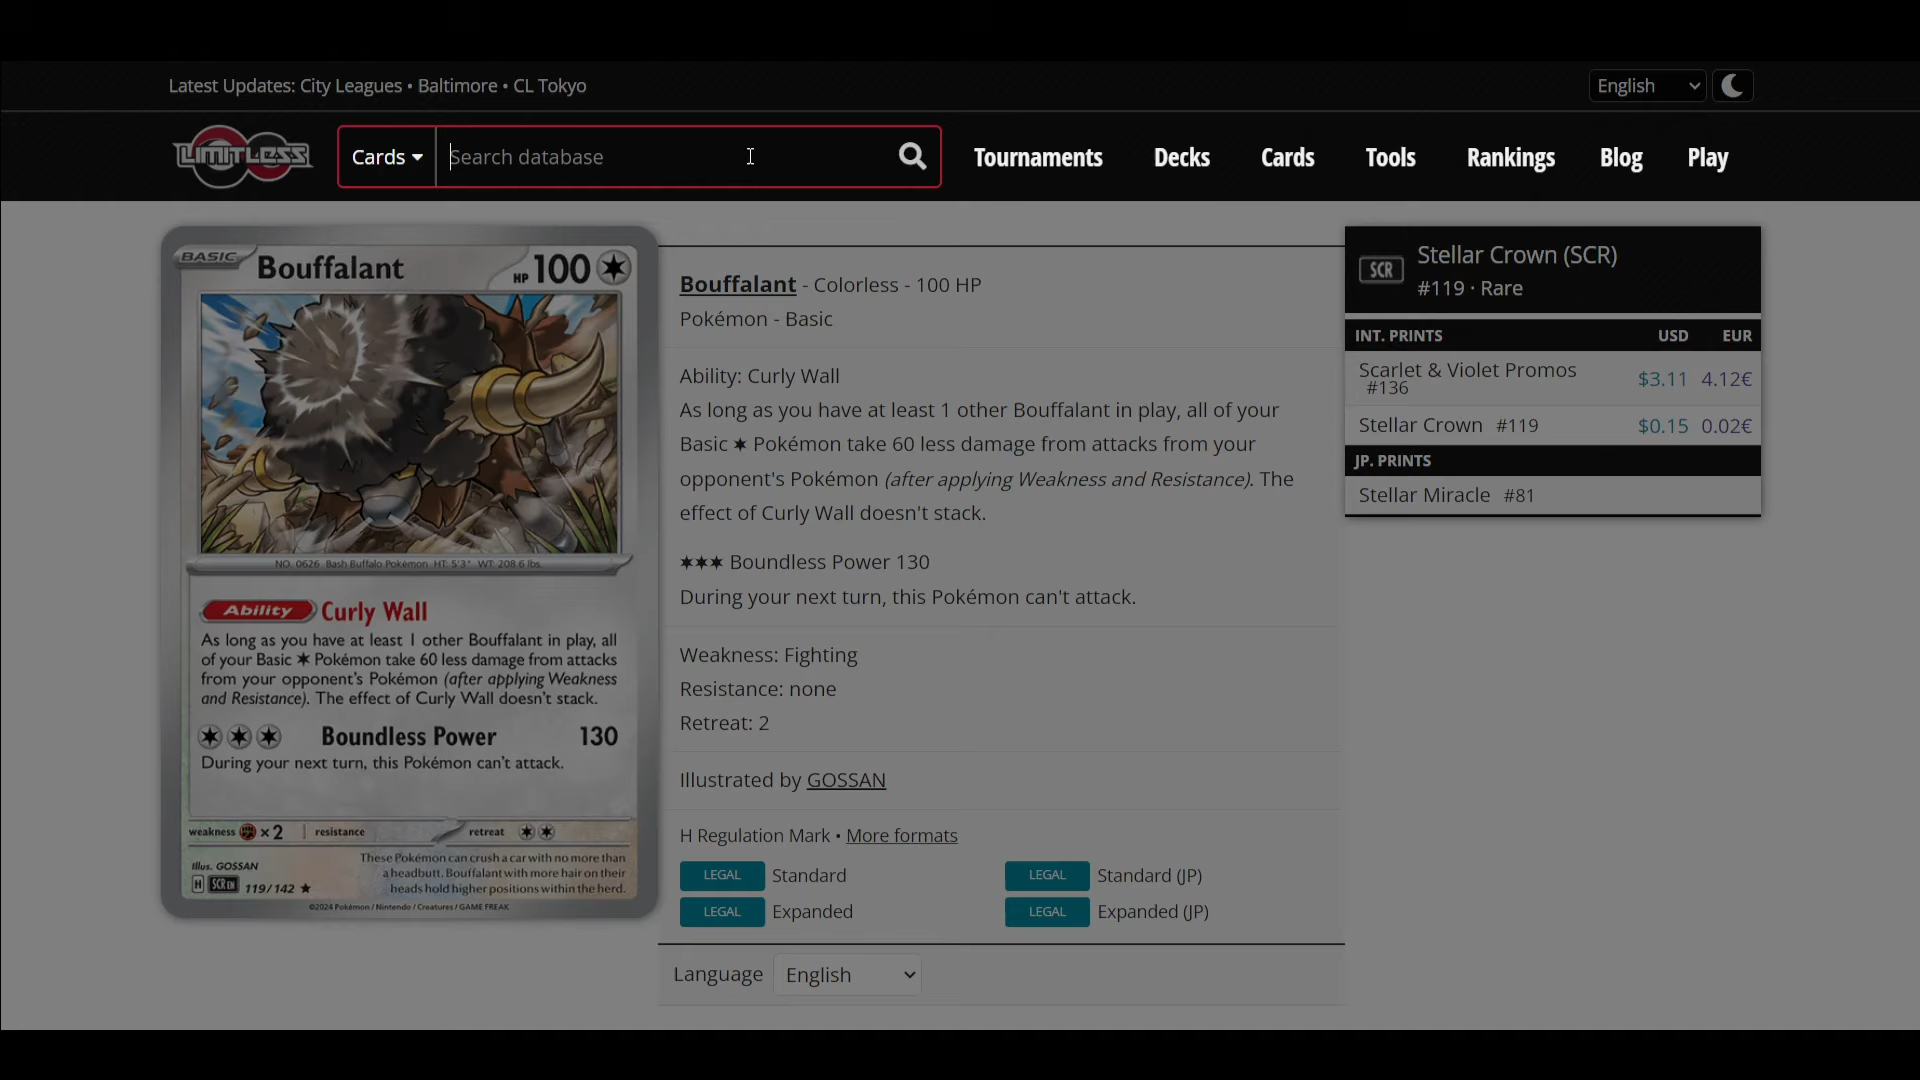 Latest Updates: City Leagues • Baltimore • CL Tokyo
English
LIMITLESS
Cards
Search database
Tournaments
Decks
Cards
Tools
Rankings
Blog
Play
BASIC
Bouffalant
HP 100
NO. 0626 Bash Buffalo Pokémon HT: 5'3" WT: 208.6 lbs.
Ability Curly Wall
As long as you have at least 1 other Bouffalant in play, all
of your Basic ✶ Pokémon take 60 less damage from attacks
from your opponent's Pokémon (after applying Weakness
and Resistance). The effect of Curly Wall doesn't stack.
Boundless Power 130
During your next turn, this Pokémon can't attack.
weakness ×2 resistance retreat
Illus. GOSSAN
H SCR EN 119/142 ★
These Pokémon can crush a car with no more than
a headbutt. Bouffalant with more hair on their
heads hold higher positions within the herd.
©2024 Pokémon / Nintendo / Creatures / GAME FREAK
Bouffalant - Colorless - 100 HP
Pokémon - Basic
Ability: Curly Wall
As long as you have at least 1 other Bouffalant in play, all of your
Basic ✶ Pokémon take 60 less damage from attacks from your
opponent's Pokémon (after applying Weakness and Resistance). The
effect of Curly Wall doesn't stack.
✶✶✶ Boundless Power 130
During your next turn, this Pokémon can't attack.
Weakness: Fighting
Resistance: none
Retreat: 2
Illustrated by GOSSAN
H Regulation Mark • More formats
LEGAL Standard
LEGAL Standard (JP)
LEGAL Expanded
LEGAL Expanded (JP)
Language English
SCR
Stellar Crown (SCR)
#119 · Rare
INT. PRINTS USD EUR
Scarlet & Violet Promos
#136
$3.11 4.12€
Stellar Crown #119 $0.15 0.02€
JP. PRINTS
Stellar Miracle #81